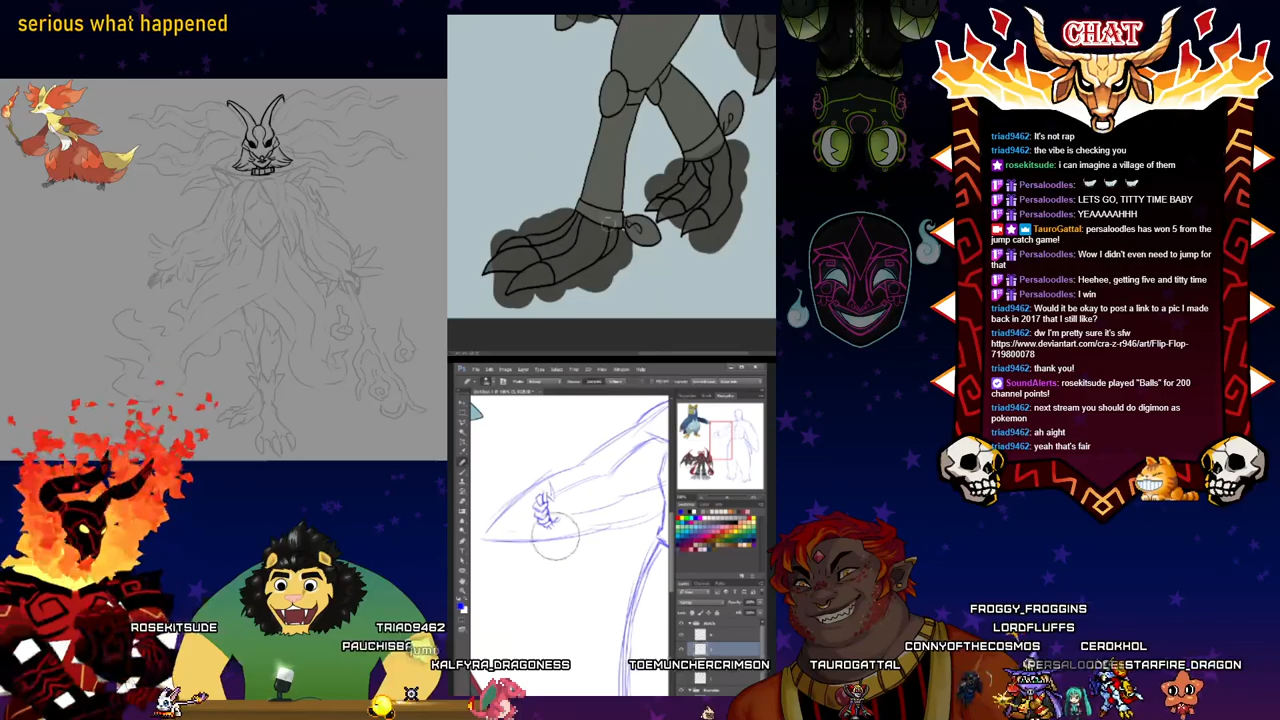 serious what happened
CHAT
triad9462: It's not rap
triad9462: the vibe is checking you
rosekitsude: i can imagine a village of them
Persaloodles:
Persaloodles: LETS GO, TITTY TIME BABY
Persaloodles: YEAAAAAHHH
TauroGattal: persaloodles has won 5 from the
jump catch game!
Persaloodles: Wow I didn't even need to jump for
that
Persaloodles: Heehee, getting five and titty time
Persaloodles: I win
triad9462: Would it be okay to post a link to a pic I made
back in 2017 that I still like?
triad9462: dw I'm pretty sure it's sfw
https://www.deviantart.com/cra-z-r946/art/Flip-Flop-
719800078
triad9462: thank you!
SoundAlerts: rosekitsude played "Balls" for 200
channel points!
triad9462: next stream you should do digimon as
pokemon
triad9462: ah aight
triad9462: yeah that's fair
FROGGY_FROGGINS
ROSEKITSUDE
TRIAD9462
LORDFLUFFS
jump
CONNYOFTHECOSMOS
CEROKHOL
KALFYRA_DRAGONESS
TOEMUNCHERCRIMSON
TAUROGATTAL
STARFIRE_DRAGON